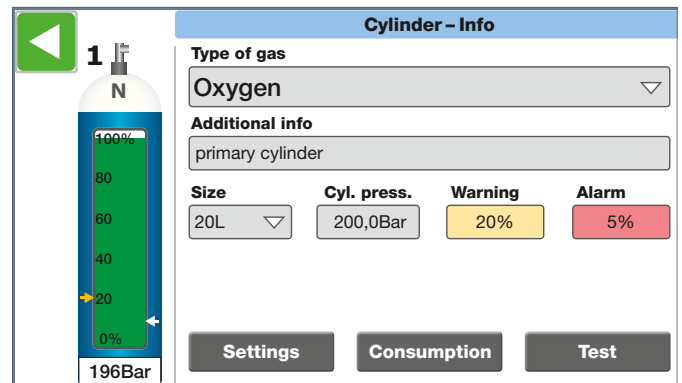 Cylinder – Info
1
N
100%
80
60
40
20
0%
196Bar
Type of gas
Oxygen
Additional info
primary cylinder
Size Cyl. press. Warning Alarm
20L 200,0Bar 20% 5%
Settings Consumption Test